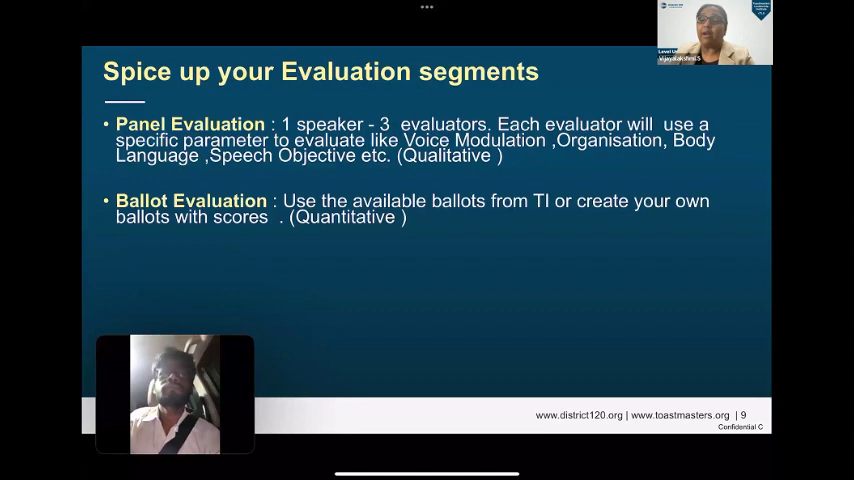 Spice up your Evaluation segments
• Panel Evaluation : 1 speaker - 3 evaluators. Each evaluator will use a
specific parameter to evaluate like Voice Modulation ,Organisation, Body
Language ,Speech Objective etc. (Qualitative )
• Ballot Evaluation : Use the available ballots from TI or create your own
ballots with scores . (Quantitative )
www.district120.org | www.toastmasters.org | 9
Confidential C